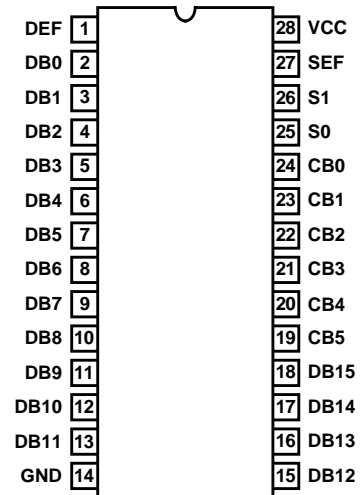 DEF 1 28 VCC
DB0 2 27 SEF
DB1 3 26 S1
DB2 4 25 S0
DB3 5 24 CB0
DB4 6 23 CB1
DB5 7 22 CB2
DB6 8 21 CB3
DB7 9 20 CB4
DB8 10 19 CB5
DB9 11 18 DB15
DB10 12 17 DB14
DB11 13 16 DB13
GND 14 15 DB12